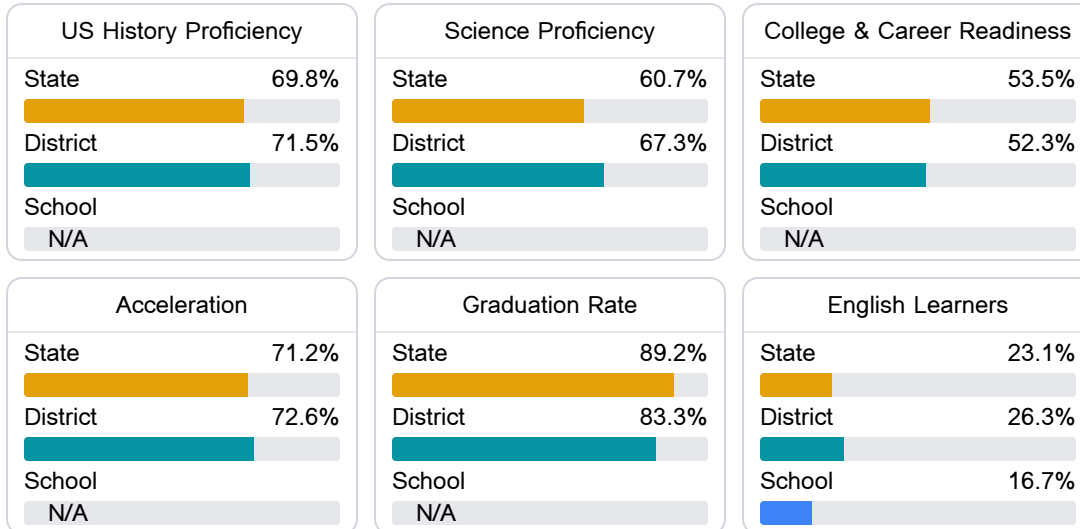 US History Proficiency
State 69.8%
District 71.5%
School
N/A
Science Proficiency
State 60.7%
District 67.3%
School
N/A
College & Career Readiness
State 53.5%
District 52.3%
School
N/A
Acceleration
State 71.2%
District 72.6%
School
N/A
Graduation Rate
State 89.2%
District 83.3%
School
N/A
English Learners
State 23.1%
District 26.3%
School 16.7%